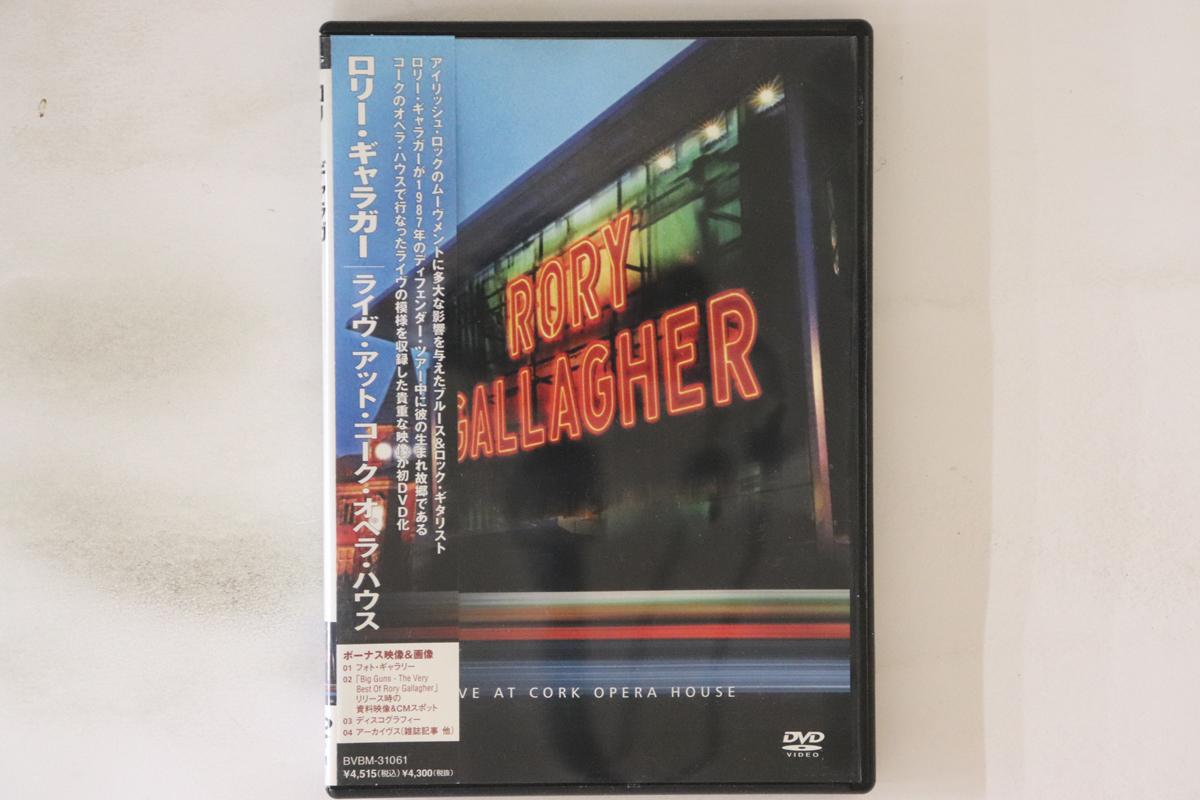 ロリー・ギャラガー
ライヴ・アット・コーク・オペラ・ハウス
アイリッシュ・ロックのムーヴメントに多大な影響を与えたブルース&ロック・ギタリスト
ロリー・ギャラガーが1987年のディフェンダー・ツアー中に彼の生まれ故郷である
コークのオペラ・ハウスで行なったライヴの模様を収録した貴重な映像が初DVD化
RORY
GALLAGHER
ボーナス映像&画像
01 フォト・ギャラリー
02 「Big Guns - The Very
Best Of Rory Gallagher」
リリース時の
資料映像&CMスポット
03 ディスコグラフィー
04 アーカイヴス(雑誌記事 他)
VE AT CORK OPERA HOUSE
BVBM-31061
¥4,515(税込) ¥4,300(税抜)
DVD
VIDEO